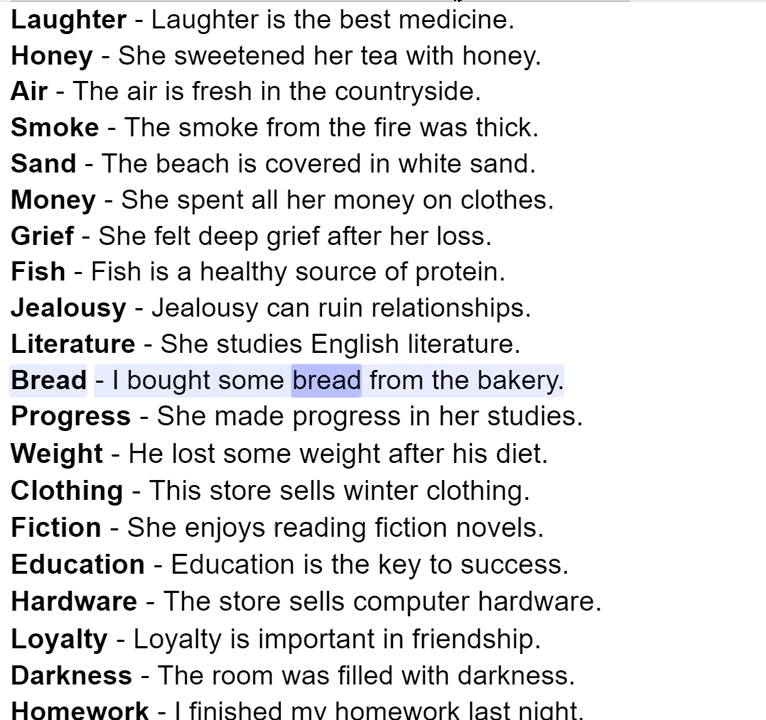 Laughter - Laughter is the best medicine.
Honey - She sweetened her tea with honey.
Air - The air is fresh in the countryside.
Smoke - The smoke from the fire was thick.
Sand - The beach is covered in white sand.
Money - She spent all her money on clothes.
Grief - She felt deep grief after her loss.
Fish - Fish is a healthy source of protein.
Jealousy - Jealousy can ruin relationships.
Literature - She studies English literature.
Bread - I bought some bread from the bakery.
Progress - She made progress in her studies.
Weight - He lost some weight after his diet.
Clothing - This store sells winter clothing.
Fiction - She enjoys reading fiction novels.
Education - Education is the key to success.
Hardware - The store sells computer hardware.
Loyalty - Loyalty is important in friendship.
Darkness - The room was filled with darkness.
Homework - I finished my homework last night.